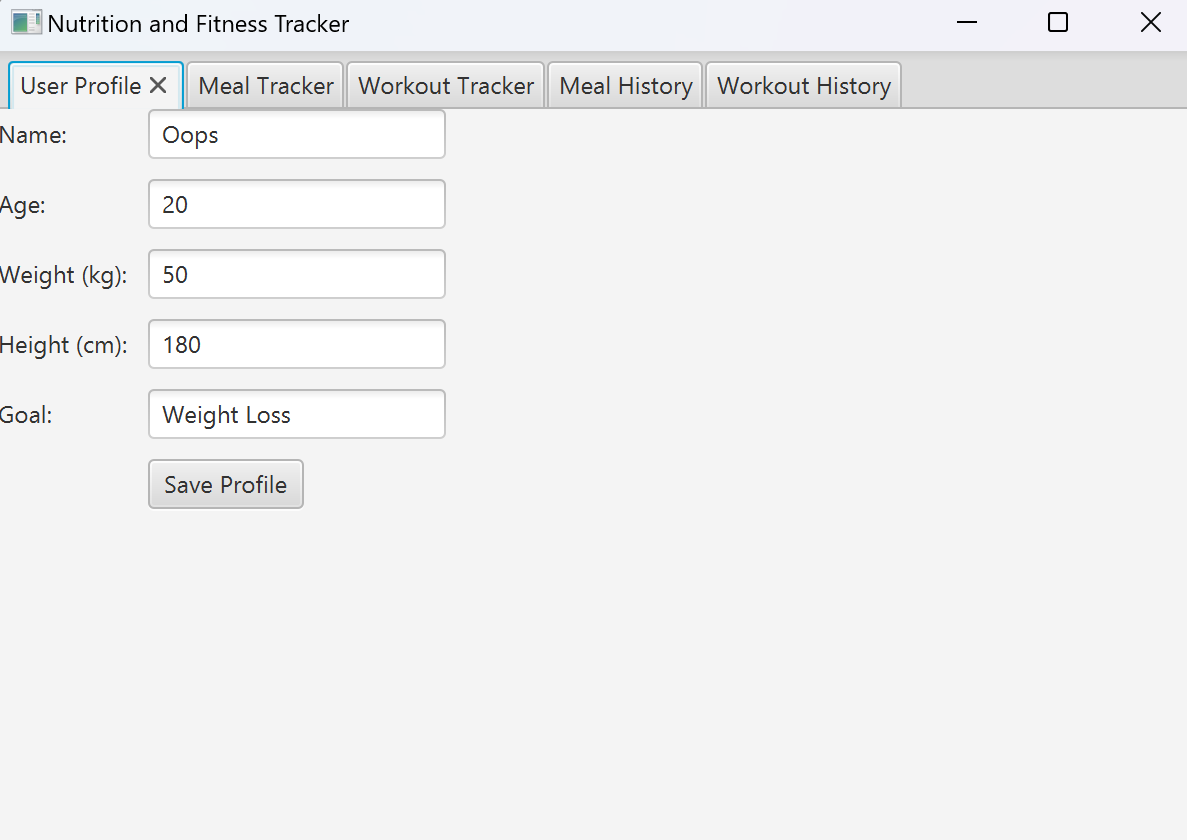 Nutrition and Fitness Tracker
User Profile Meal Tracker Workout Tracker Meal History Workout History
Name: Oops
Age: 20
Weight (kg): 50
Height (cm): 180
Goal: Weight Loss
Save Profile